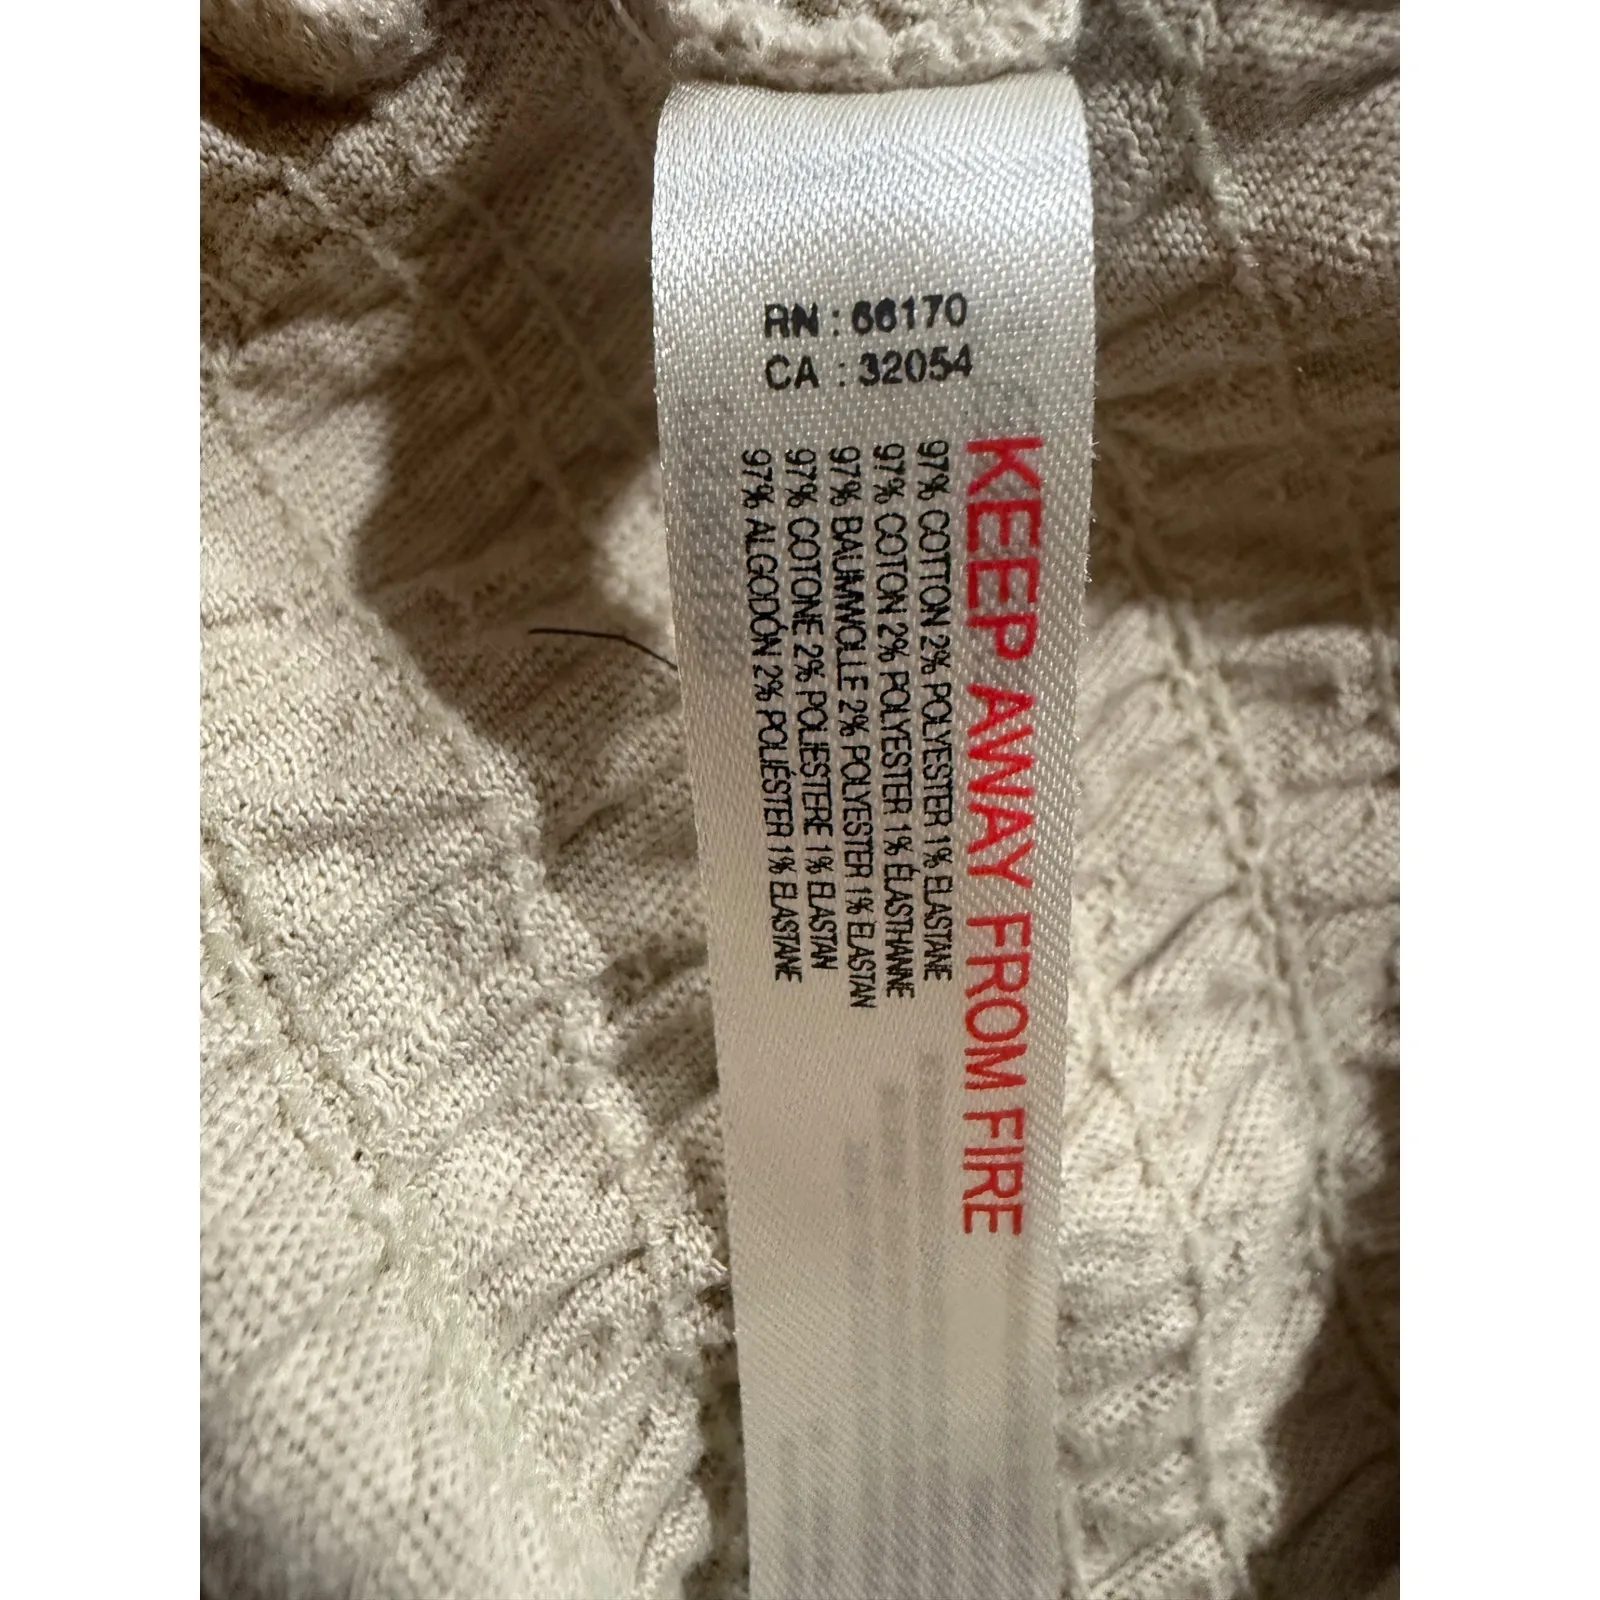 RN : 66170
CA : 32054
KEEP AWAY FROM FIRE
97% COTTON 2% POLYESTER 1% ELASTANE
97% COTON 2% POLYESTER 1% ÉLASTHANNE
97% BAUMWOLLE 2% POLYESTER 1% ELASTAN
97% COTONE 2% POLIESTERE 1% ELASTAN
97% ALGODÓN 2% POLIÉSTER 1% ELASTANE